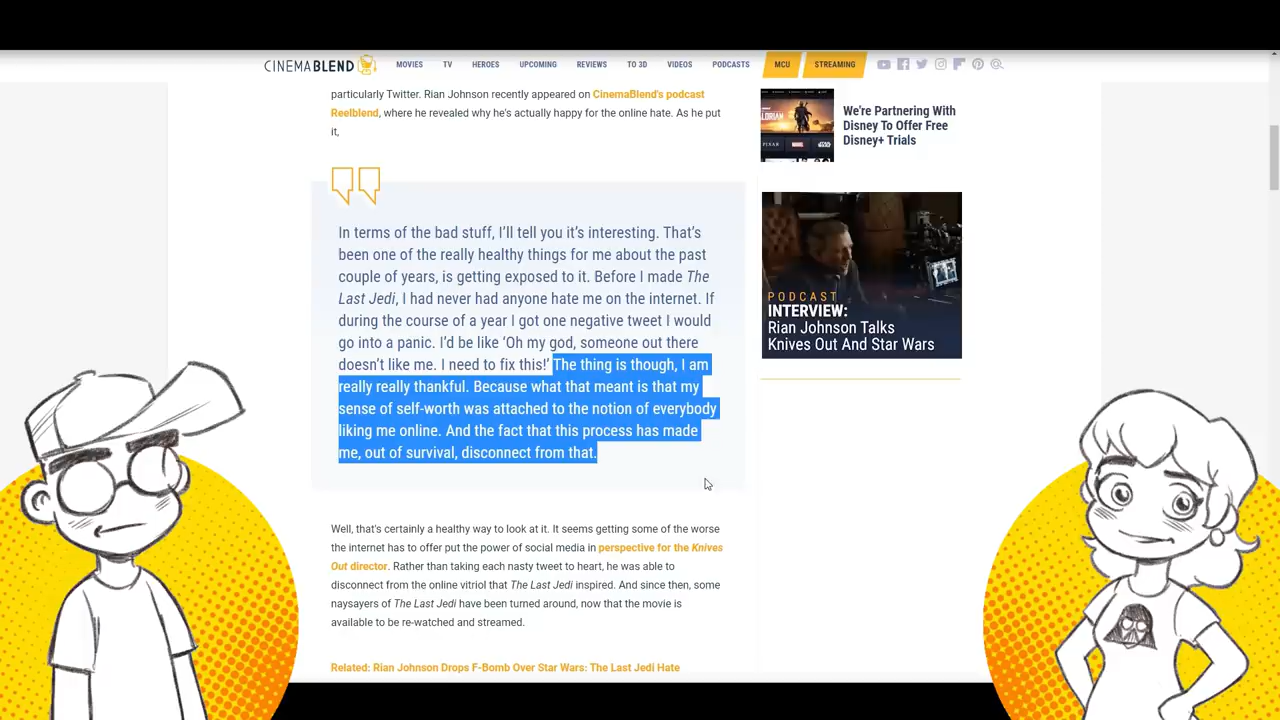 CINEMABLEND
MOVIES TV HEROES UPCOMING REVIEWS TO 3D VIDEOS PODCASTS MCU STREAMING
particularly Twitter. Rian Johnson recently appeared on CinemaBlend's podcast
Reelblend, where he revealed why he's actually happy for the online hate. As he put
it,
In terms of the bad stuff, I'll tell you it's interesting. That's
been one of the really healthy things for me about the past
couple of years, is getting exposed to it. Before I made The
Last Jedi, I had never had anyone hate me on the internet. If
during the course of a year I got one negative tweet I would
go into a panic. I'd be like ‘Oh my god, someone out there
doesn't like me. I need to fix this!’ The thing is though, I am
really really thankful. Because what that meant is that my
sense of self-worth was attached to the notion of everybody
liking me online. And the fact that this process has made
me, out of survival, disconnect from that.
Well, that's certainly a healthy way to look at it. It seems getting some of the worse
the internet has to offer put the power of social media in perspective for the Knives
Out director. Rather than taking each nasty tweet to heart, he was able to
disconnect from the online vitriol that The Last Jedi inspired. And since then, some
naysayers of The Last Jedi have been turned around, now that the movie is
available to be re-watched and streamed.
Related: Rian Johnson Drops F-Bomb Over Star Wars: The Last Jedi Hate
PIXAR MARVEL STAR WARS
We're Partnering With
Disney To Offer Free
Disney+ Trials
PODCAST
INTERVIEW:
Rian Johnson Talks
Knives Out And Star Wars